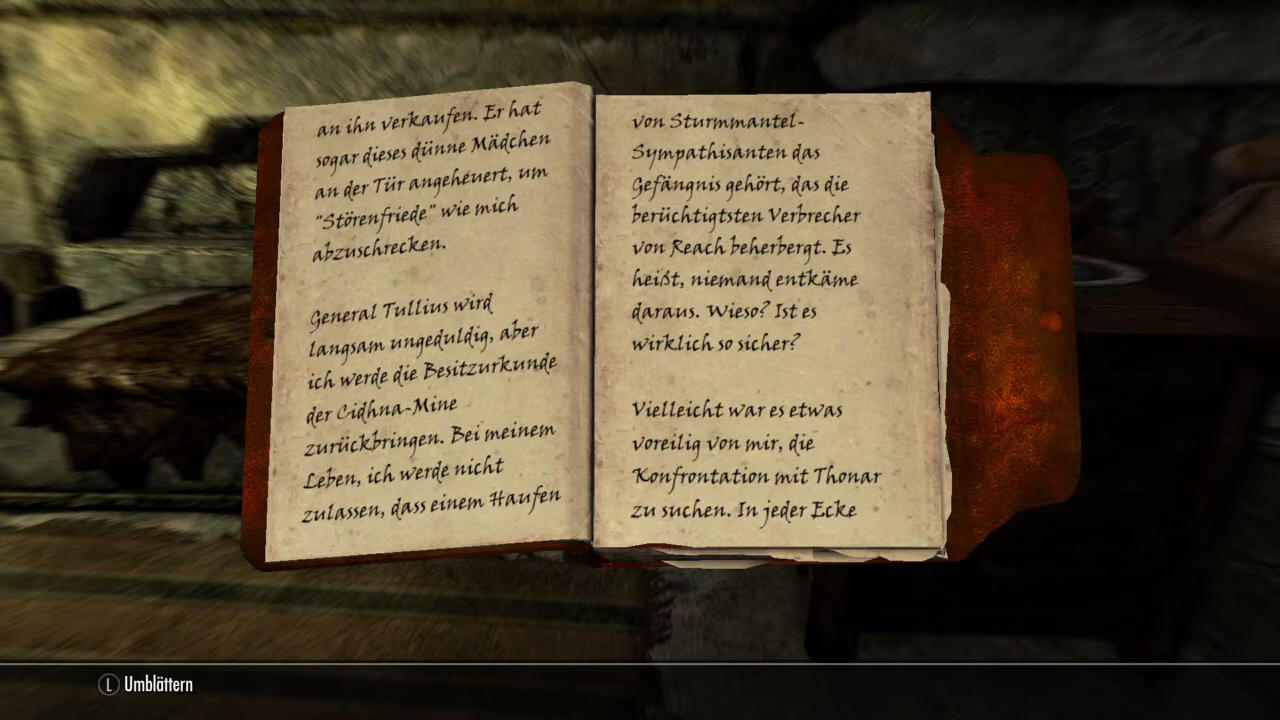 an ihn verkaufen. Er hat
sogar dieses dünne Mädchen
an der Tür angeheuert, um
"Störenfriede" wie mich
abzuschrecken.
General Tullius wird
langsam ungeduldig, aber
ich werde die Besitzurkunde
der Cidhna-Mine
zurückbringen. Bei meinem
Leben, ich werde nicht
zulassen, dass einem Haufen
von Sturmmantel-
Sympathisanten das
Gefängnis gehört, das die
berüchtigtsten Verbrecher
von Reach beherbergt. Es
heißt, niemand entkäme
daraus. Wieso? Ist es
wirklich so sicher?
Vielleicht war es etwas
voreilig von mir, die
Konfrontation mit Thonar
zu suchen. In jeder Ecke
L Umblättern